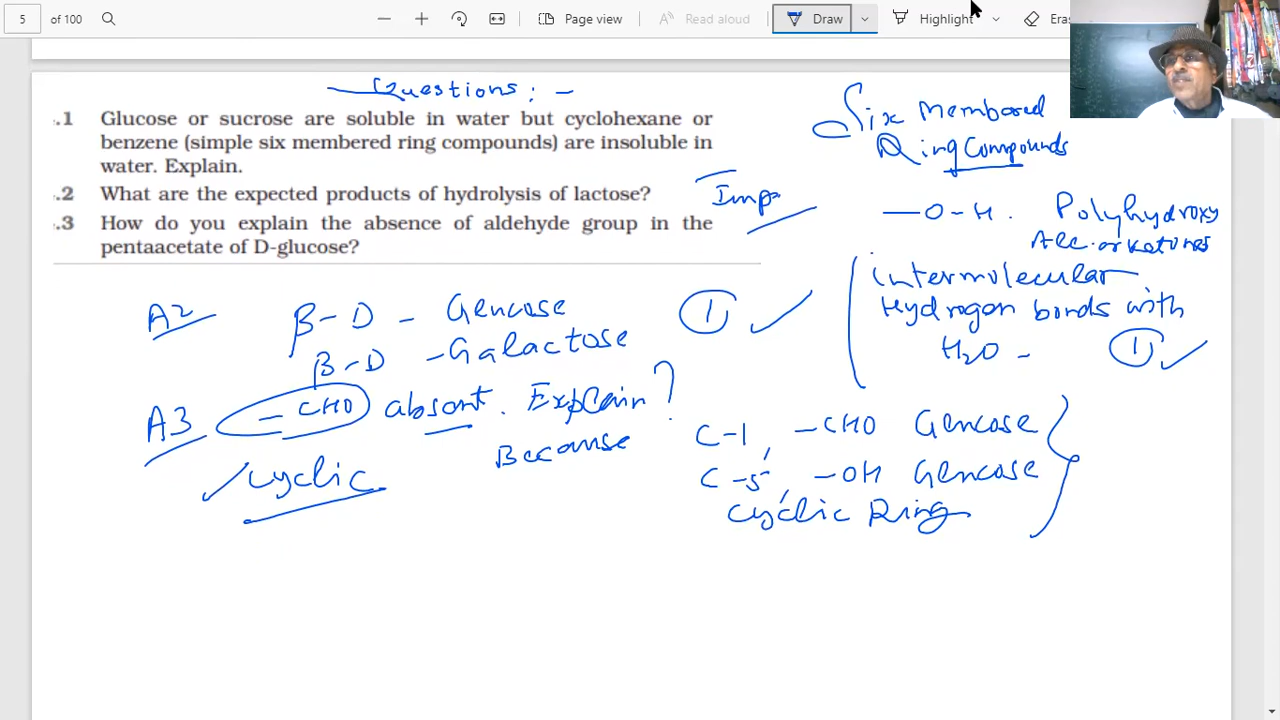 5 of 100 Page view Read aloud Draw Highlight Eras
Questions: -
.1 Glucose or sucrose are soluble in water but cyclohexane or
benzene (simple six membered ring compounds) are insoluble in
water. Explain.
.2 What are the expected products of hydrolysis of lactose?
.3 How do you explain the absence of aldehyde group in the
pentaacetate of D-glucose?
Six Membered
Ring Compounds
Imp
—O-H. Polyhydroxy
Alc. or ketones
intermolecular
Hydrogen bonds with
H2O - 1
A2 β-D - Glucose 1
β-D - Galactose
A3 -CHO absent. Explain?
Because
Cyclic
C-1, -CHO Glucose
C-5, -OH Glucose
Cyclic Ring